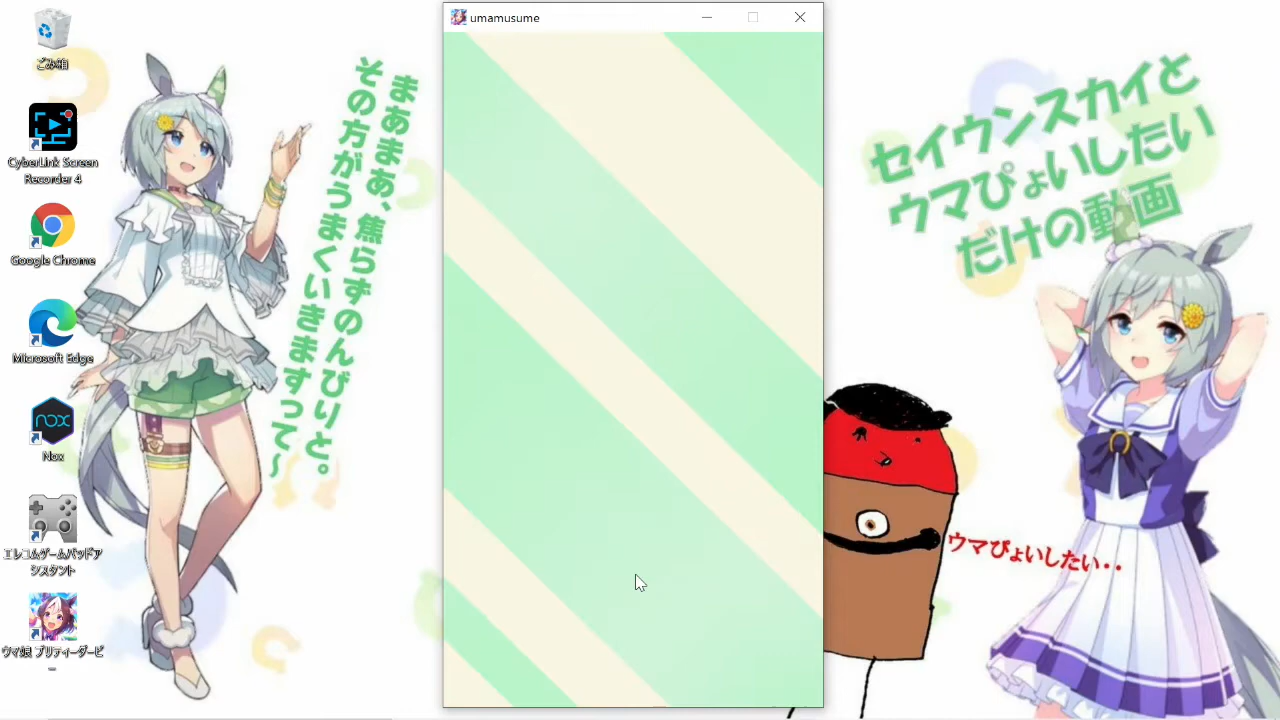 ごみ箱
CyberLink Screen
Recorder 4
Google Chrome
Microsoft Edge
nox
Nox
エレコムゲームパッドア
シスタント
ウマ娘 プリティーダービ
ー
まあまあ、焦らずのんびりと。
その方がうまくいきますって～
umamusume
セイウンスカイと
ウマぴょいしたい
だけの動画
ウマぴょいしたい・・